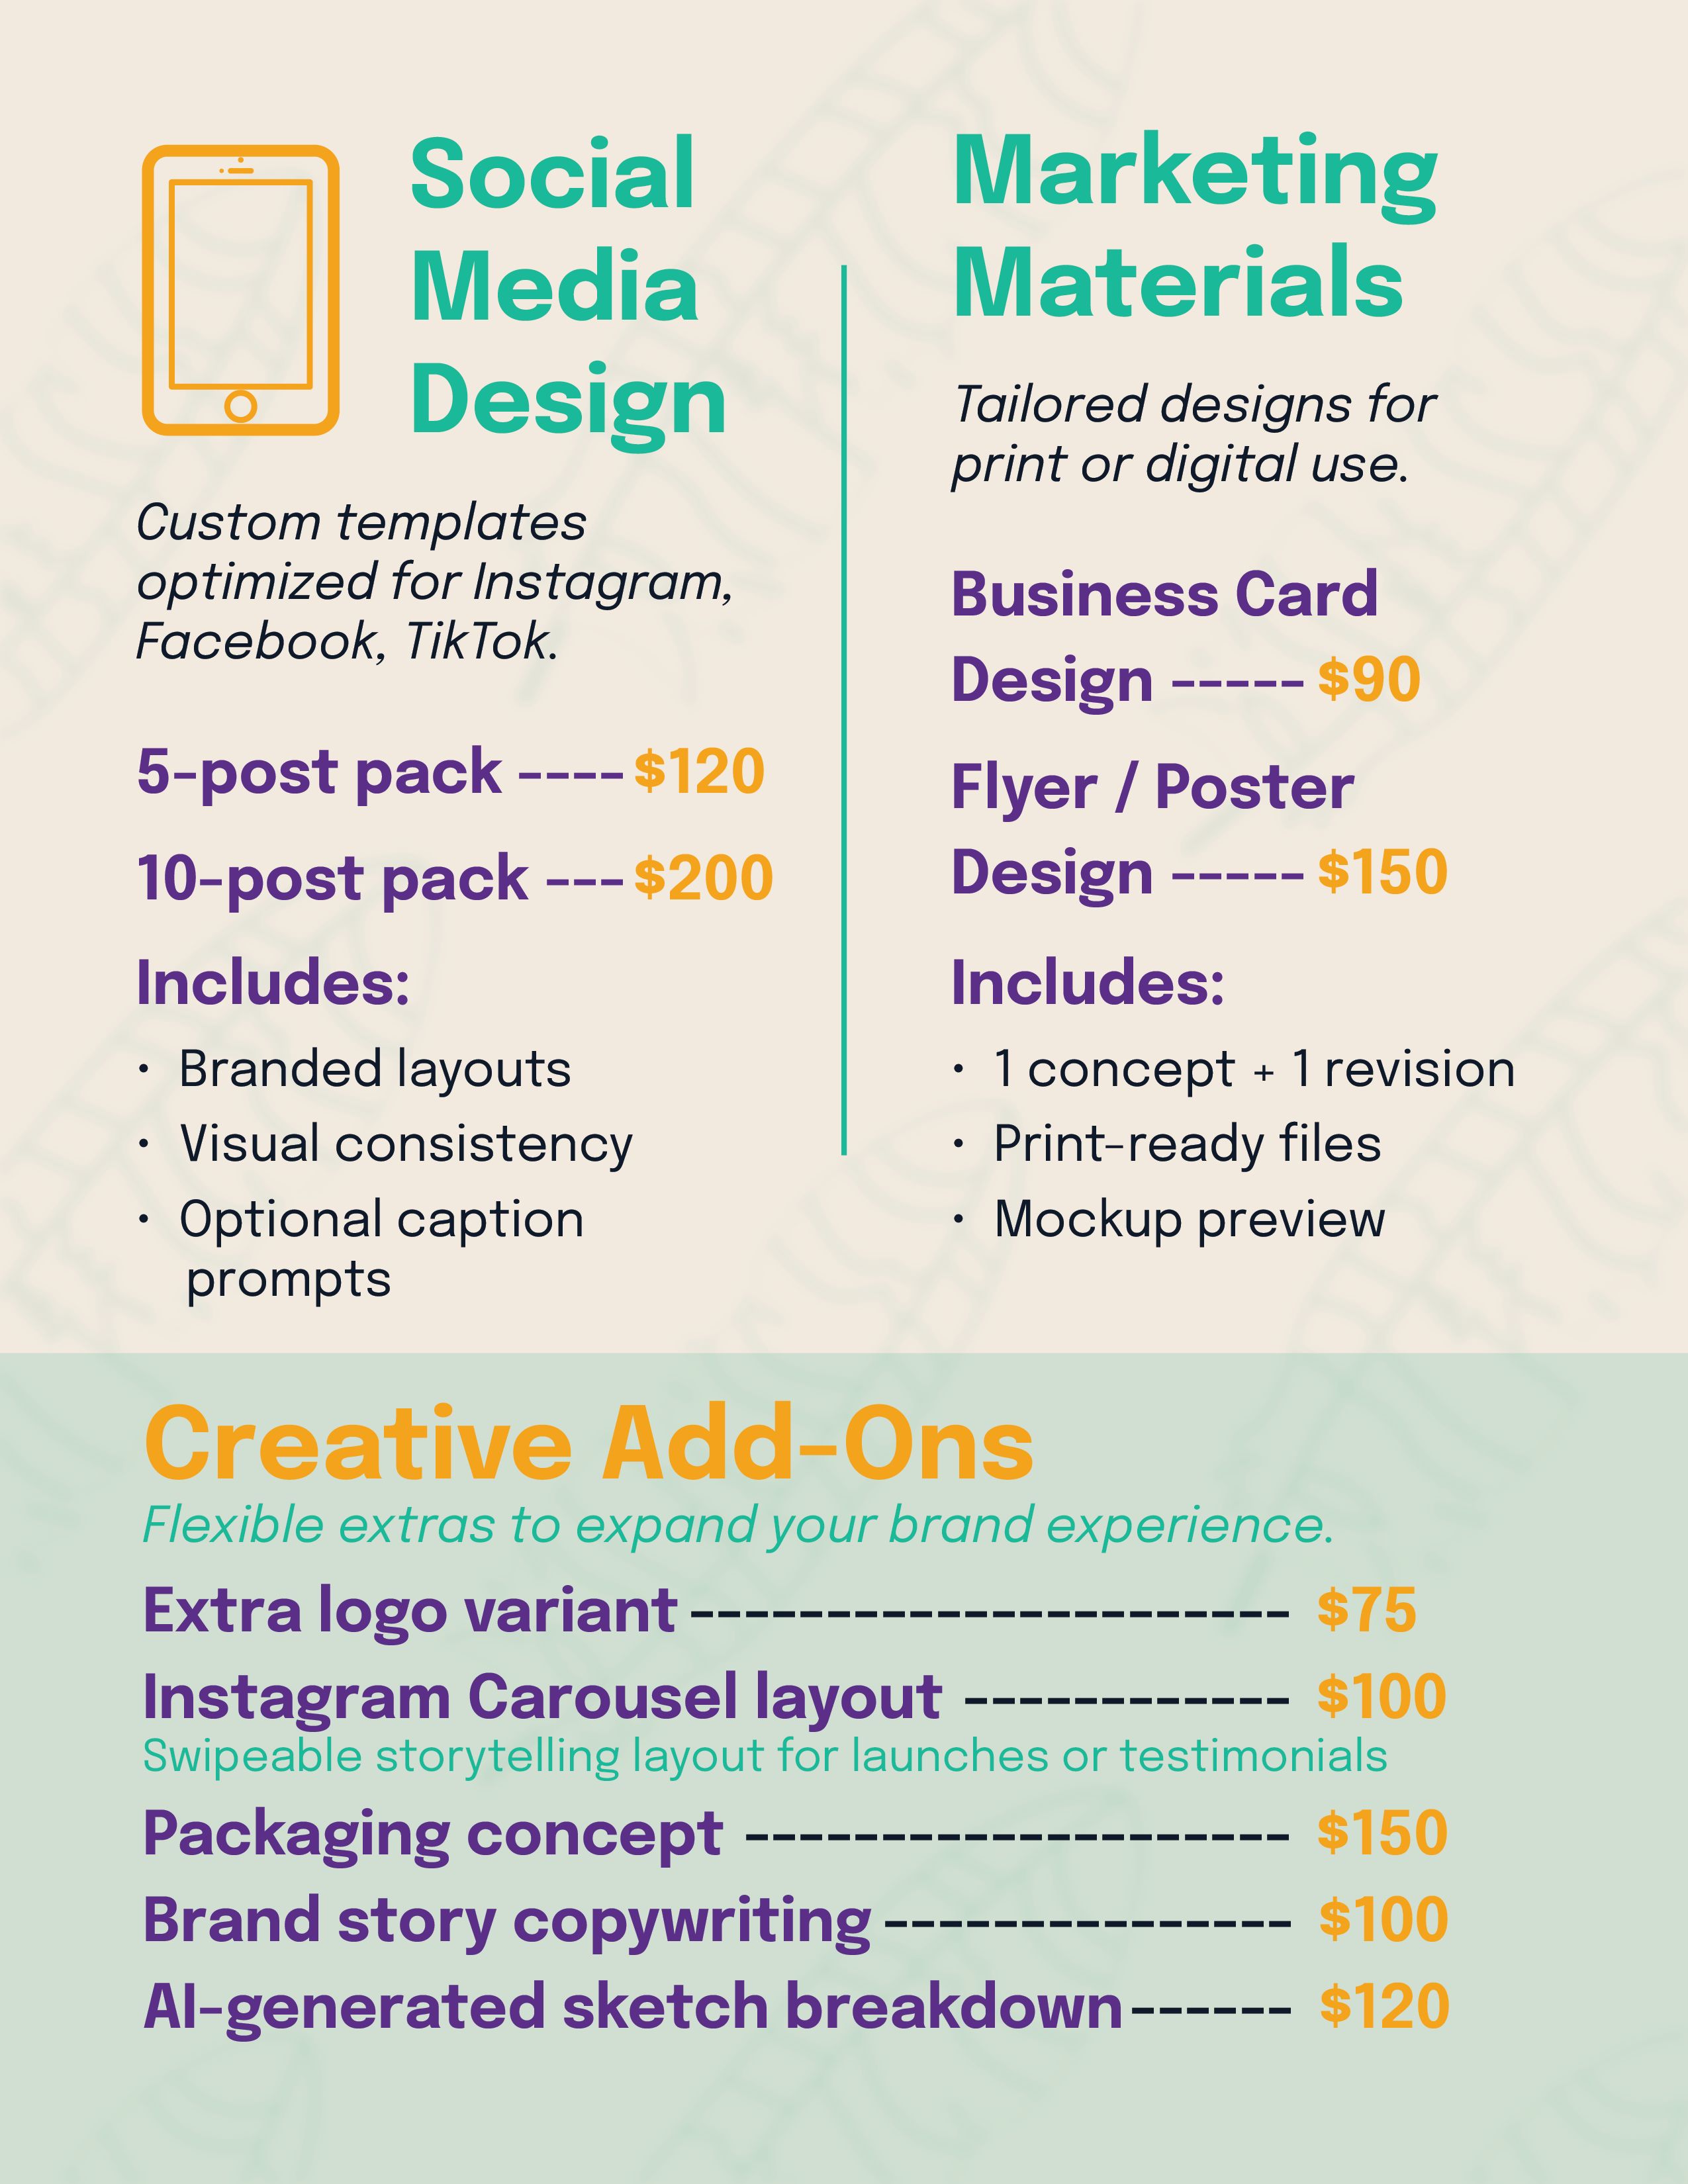 Social
Media
Design
Custom templates
optimized for Instagram,
Facebook, TikTok.
5-post pack ---- $120
10-post pack --- $200
Includes:
• Branded layouts
• Visual consistency
• Optional caption
prompts
Marketing
Materials
Tailored designs for
print or digital use.
Business Card
Design ----- $90
Flyer / Poster
Design ----- $150
Includes:
• 1 concept + 1 revision
• Print-ready files
• Mockup preview
Creative Add-Ons
Flexible extras to expand your brand experience.
Extra logo variant ---------------------- $75
Instagram Carousel layout ------------ $100
Swipeable storytelling layout for launches or testimonials
Packaging concept -------------------- $150
Brand story copywriting --------------- $100
AI-generated sketch breakdown ------ $120